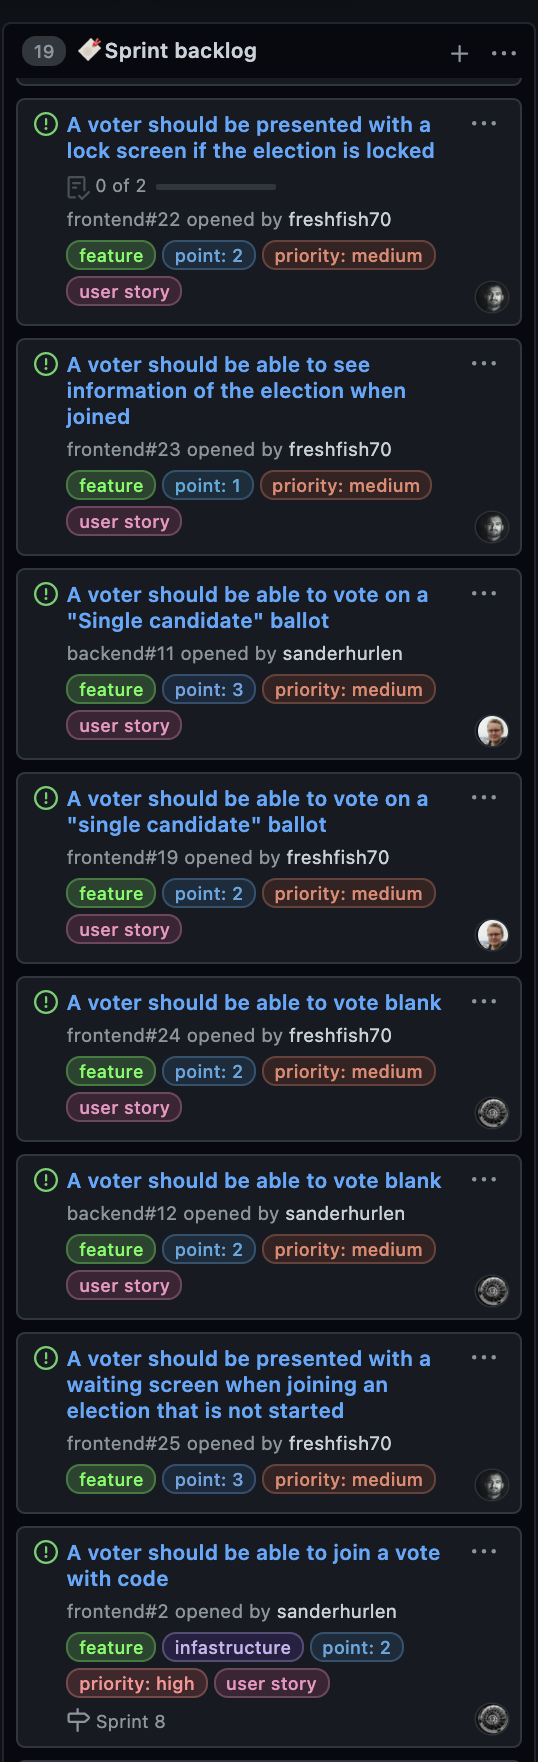 19 Sprint backlog
A voter should be presented with a
lock screen if the election is locked
0 of 2
frontend#22 opened by freshfish70
feature point: 2 priority: medium
user story
A voter should be able to see
information of the election when
joined
frontend#23 opened by freshfish70
feature point: 1 priority: medium
user story
A voter should be able to vote on a
"Single candidate" ballot
backend#11 opened by sanderhurlen
feature point: 3 priority: medium
user story
A voter should be able to vote on a
"single candidate" ballot
frontend#19 opened by freshfish70
feature point: 2 priority: medium
user story
A voter should be able to vote blank
frontend#24 opened by freshfish70
feature point: 2 priority: medium
user story
A voter should be able to vote blank
backend#12 opened by sanderhurlen
feature point: 2 priority: medium
user story
A voter should be presented with a
waiting screen when joining an
election that is not started
frontend#25 opened by freshfish70
feature point: 3 priority: medium
A voter should be able to join a vote
with code
frontend#2 opened by sanderhurlen
feature infastructure point: 2
priority: high user story
Sprint 8